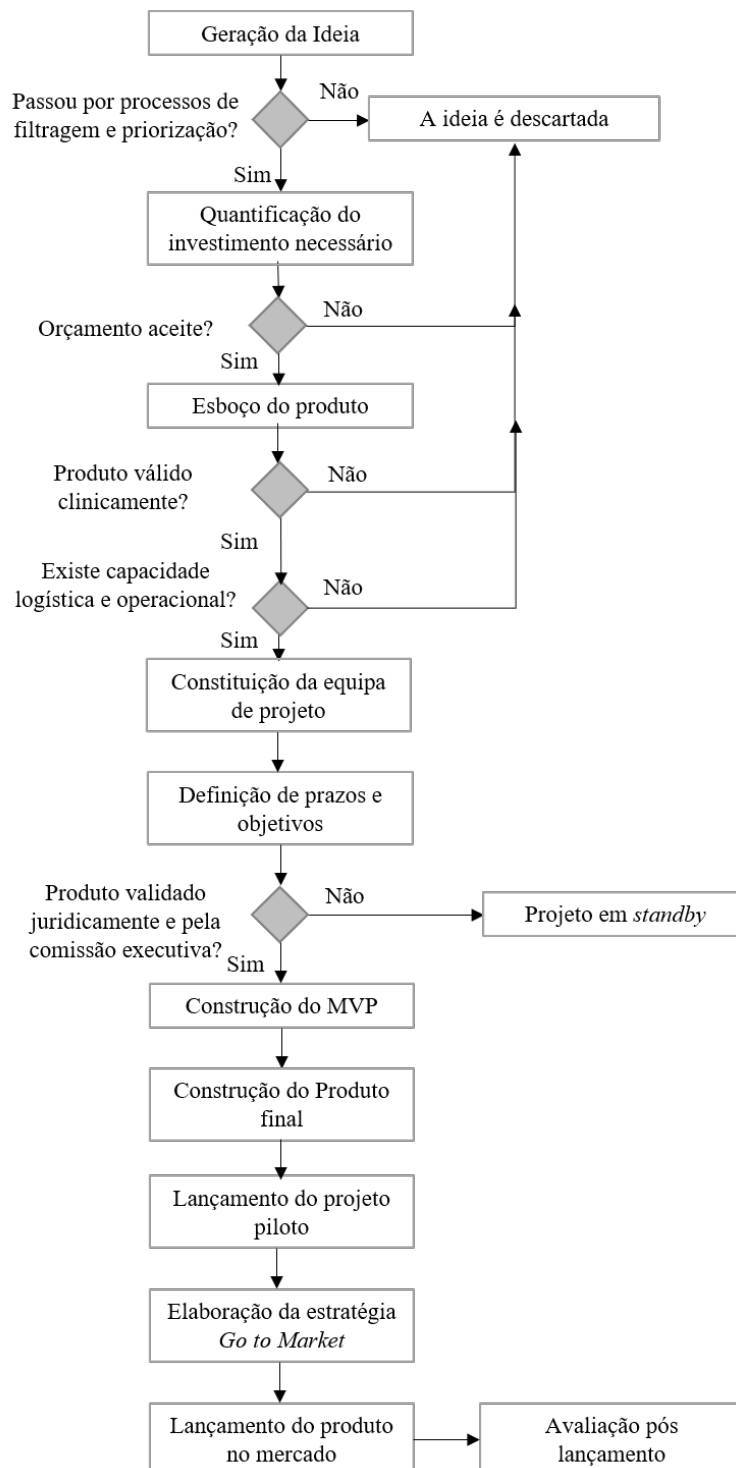 Geração da Ideia
Passou por processos de
filtragem e priorização?
Não
A ideia é descartada
Sim
Quantificação do
investimento necessário
Orçamento aceite?
Não
Sim
Esboço do produto
Produto válido
clinicamente?
Não
Sim
Existe capacidade
logística e operacional?
Não
Sim
Constituição da equipa
de projeto
Definição de prazos e
objetivos
Produto validado
juridicamente e pela
comissão executiva?
Não
Projeto em standby
Sim
Construção do MVP
Construção do Produto
final
Lançamento do projeto
piloto
Elaboração da estratégia
Go to Market
Lançamento do produto
no mercado
Avaliação pós
lançamento